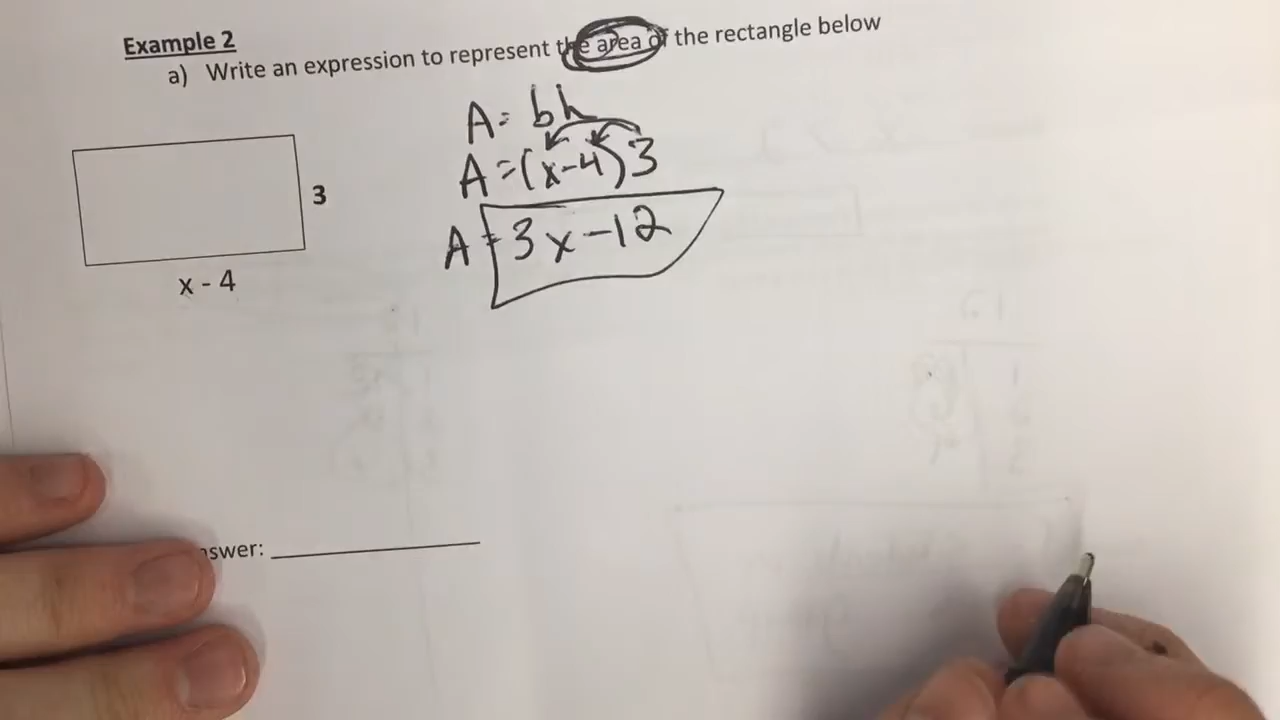 Example 2
a) Write an expression to represent the area of the rectangle below
A = bh
A = (x-4)3
A = 3x-12
3
x - 4
nswer: